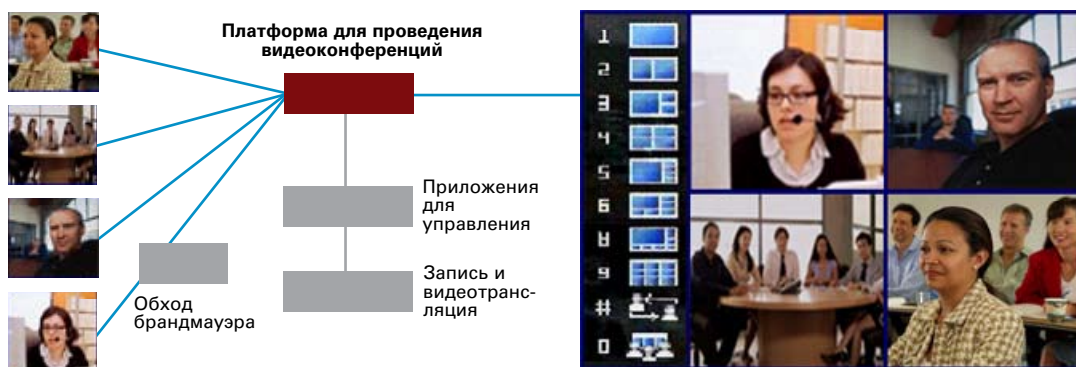 Платформа для проведения
видеоконференций
Приложения
для
управления
Запись и
видеотранс-
ляция
Обход
брандмауэра
1
2
3
4
5
6
8
9
#
0